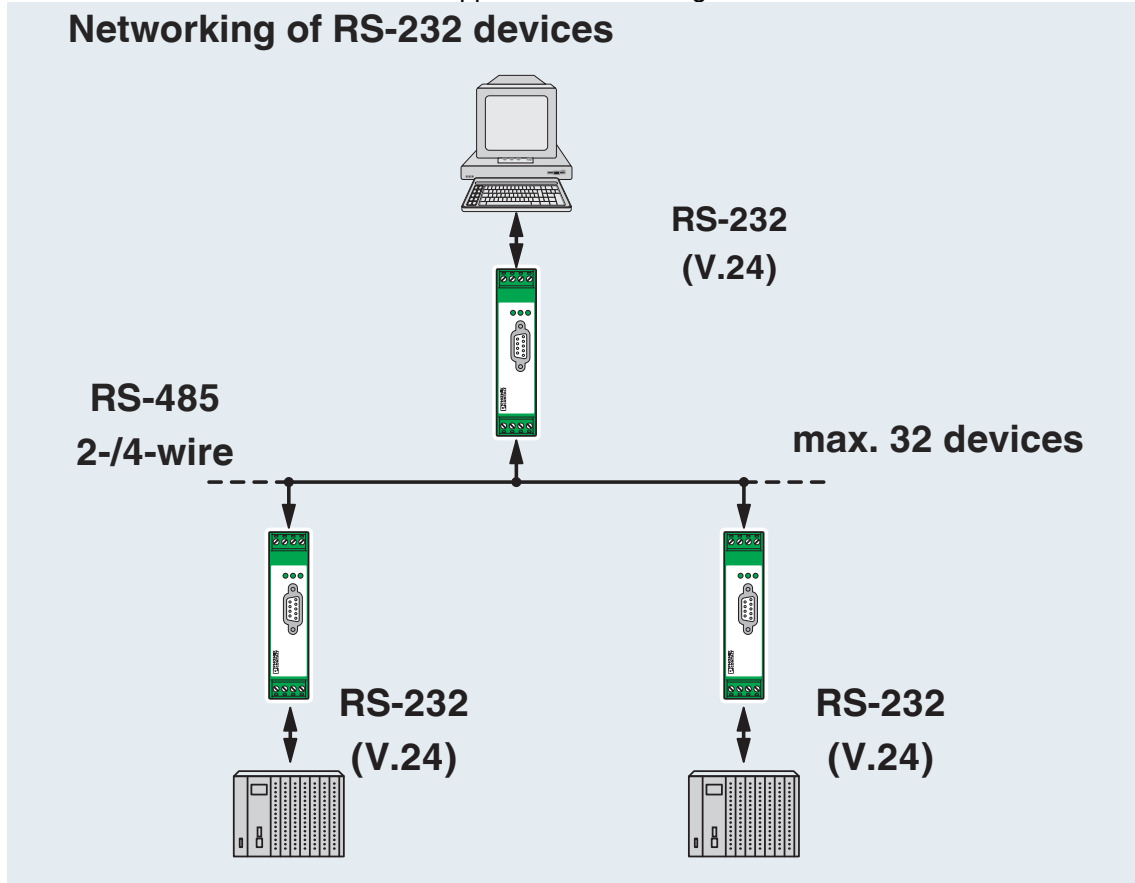 Networking of RS-232 devices
RS-232
(V.24)
RS-485
2-/4-wire
max. 32 devices
RS-232
(V.24)
RS-232
(V.24)